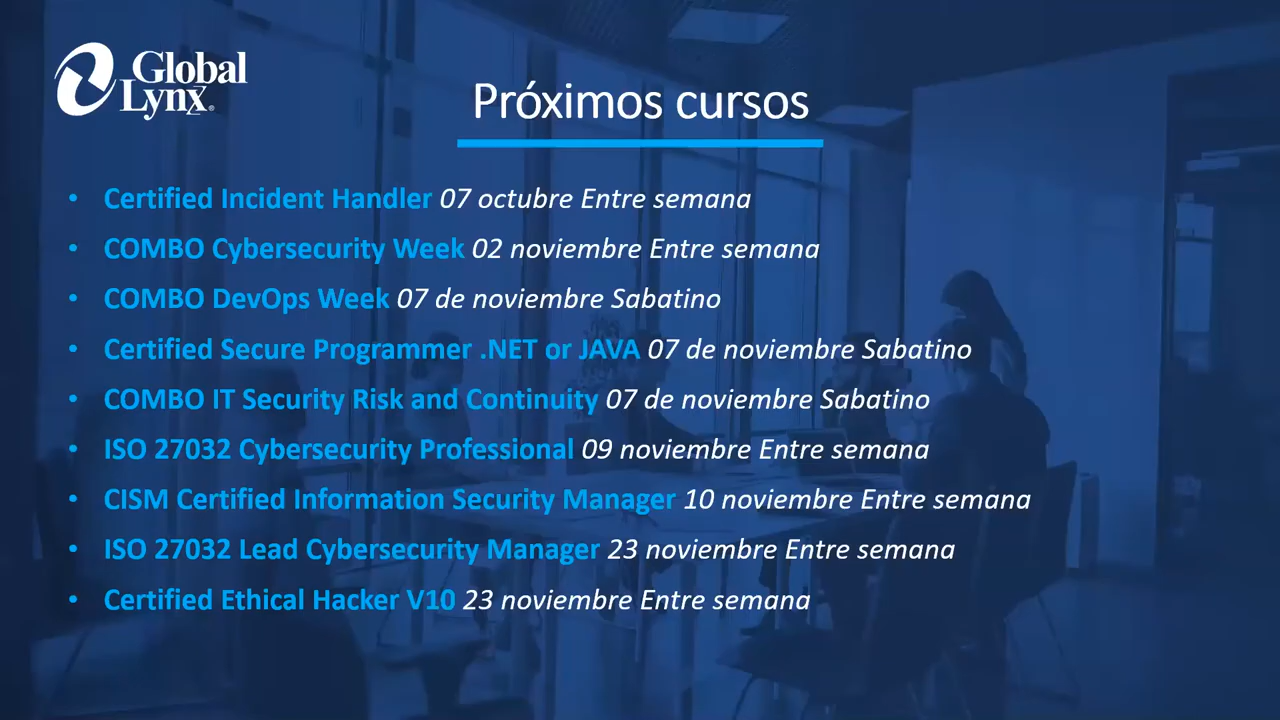 Global
Lynx®
Próximos cursos
• Certified Incident Handler 07 octubre Entre semana
• COMBO Cybersecurity Week 02 noviembre Entre semana
• COMBO DevOps Week 07 de noviembre Sabatino
• Certified Secure Programmer .NET or JAVA 07 de noviembre Sabatino
• COMBO IT Security Risk and Continuity 07 de noviembre Sabatino
• ISO 27032 Cybersecurity Professional 09 noviembre Entre semana
• CISM Certified Information Security Manager 10 noviembre Entre semana
• ISO 27032 Lead Cybersecurity Manager 23 noviembre Entre semana
• Certified Ethical Hacker V10 23 noviembre Entre semana